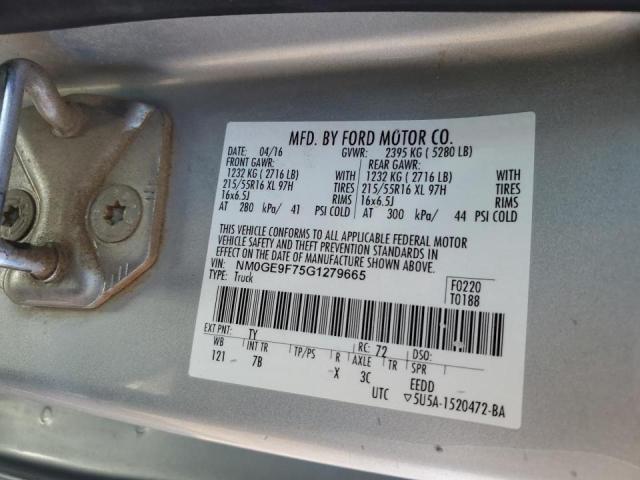 MFD. BY FORD MOTOR CO.
DATE: 04/16 GVWR: 2395 KG ( 5280 LB)
FRONT GAWR: REAR GAWR:
1232 KG ( 2716 LB) WITH 1232 KG ( 2716 LB) WITH
215/55R16 XL 97H TIRES 215/55R16 XL 97H TIRES
16x6.5J RIMS 16x6.5J RIMS
AT 280 kPa/ 41 PSI COLD AT 300 kPa/ 44 PSI COLD
THIS VEHICLE CONFORMS TO ALL APPLICABLE FEDERAL MOTOR
VEHICLE SAFETY AND THEFT PREVENTION STANDARDS IN
EFFECT ON THE DATE OF MANUFACTURE SHOWN ABOVE.
VIN: NM0GE9F75G1279665 F0220
TYPE: Truck T0188
EXT PNT: TY RC: 72 DSO:
WB INT TR TP/PS R AXLE TR SPR
121 7B X 3C EEDD
UTC ▽5U5A-1520472-BA